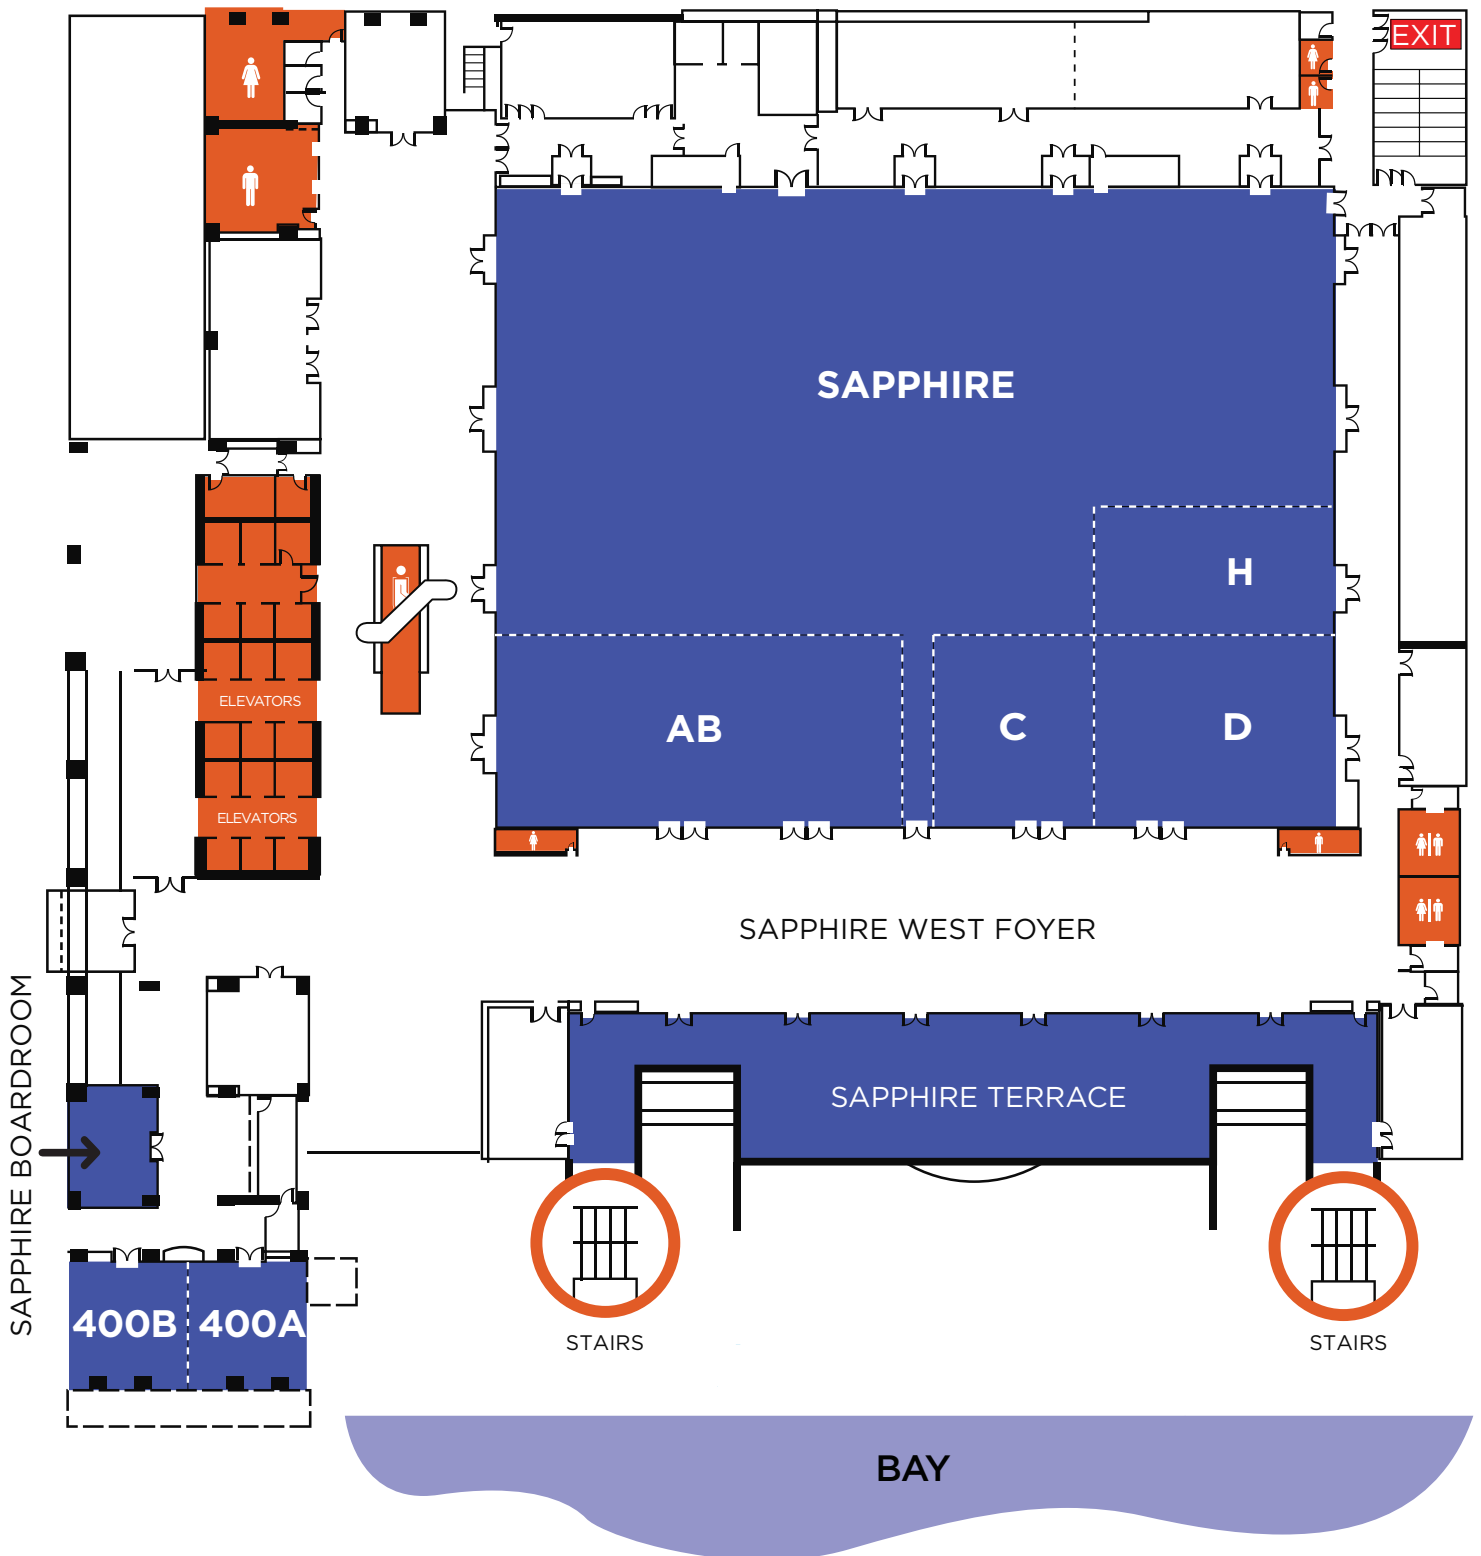 EXIT
SAPPHIRE
H
ELEVATORS
AB
C
D
ELEVATORS
SAPPHIRE WEST FOYER
SAPPHIRE BOARDROOM
SAPPHIRE TERRACE
400B
400A
STAIRS
STAIRS
BAY